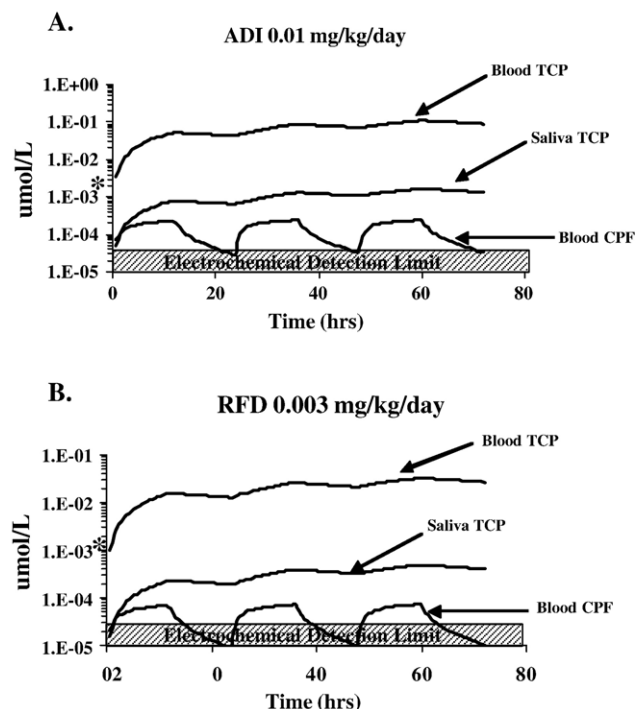 A.
ADI 0.01 mg/kg/day
1.E+00
1.E-01
1.E-02
1.E-03
1.E-04
1.E-05
umol/L
*
Blood TCP
Saliva TCP
Blood CPF
Electrochemical Detection Limit
0 20 40 60 80
Time (hrs)
B.
RFD 0.003 mg/kg/day
1.E-01
1.E-02
1.E-03
1.E-04
1.E-05
umol/L
*
Blood TCP
Saliva TCP
Blood CPF
Electrochemical Detection Limit
02 0 40 60 80
Time (hrs)